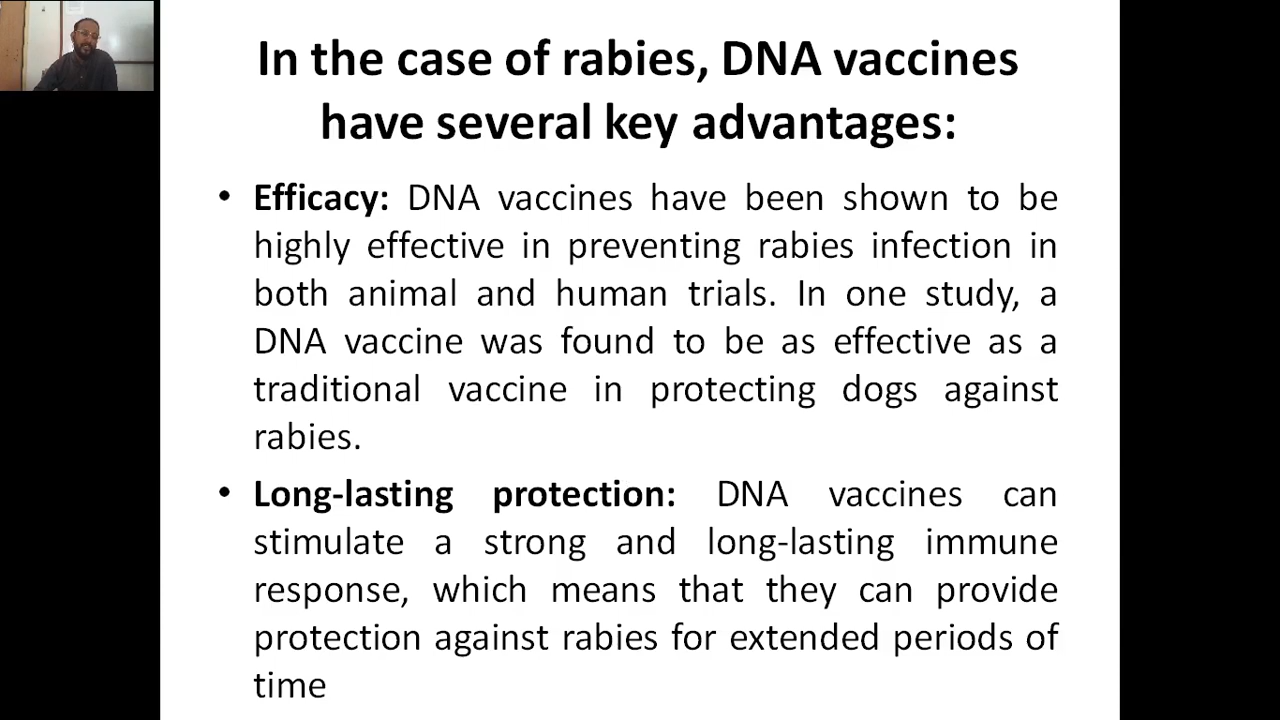 In the case of rabies, DNA vaccines
have several key advantages:
• Efficacy: DNA vaccines have been shown to be
highly effective in preventing rabies infection in
both animal and human trials. In one study, a
DNA vaccine was found to be as effective as a
traditional vaccine in protecting dogs against
rabies.
• Long-lasting protection: DNA vaccines can
stimulate a strong and long-lasting immune
response, which means that they can provide
protection against rabies for extended periods of
time